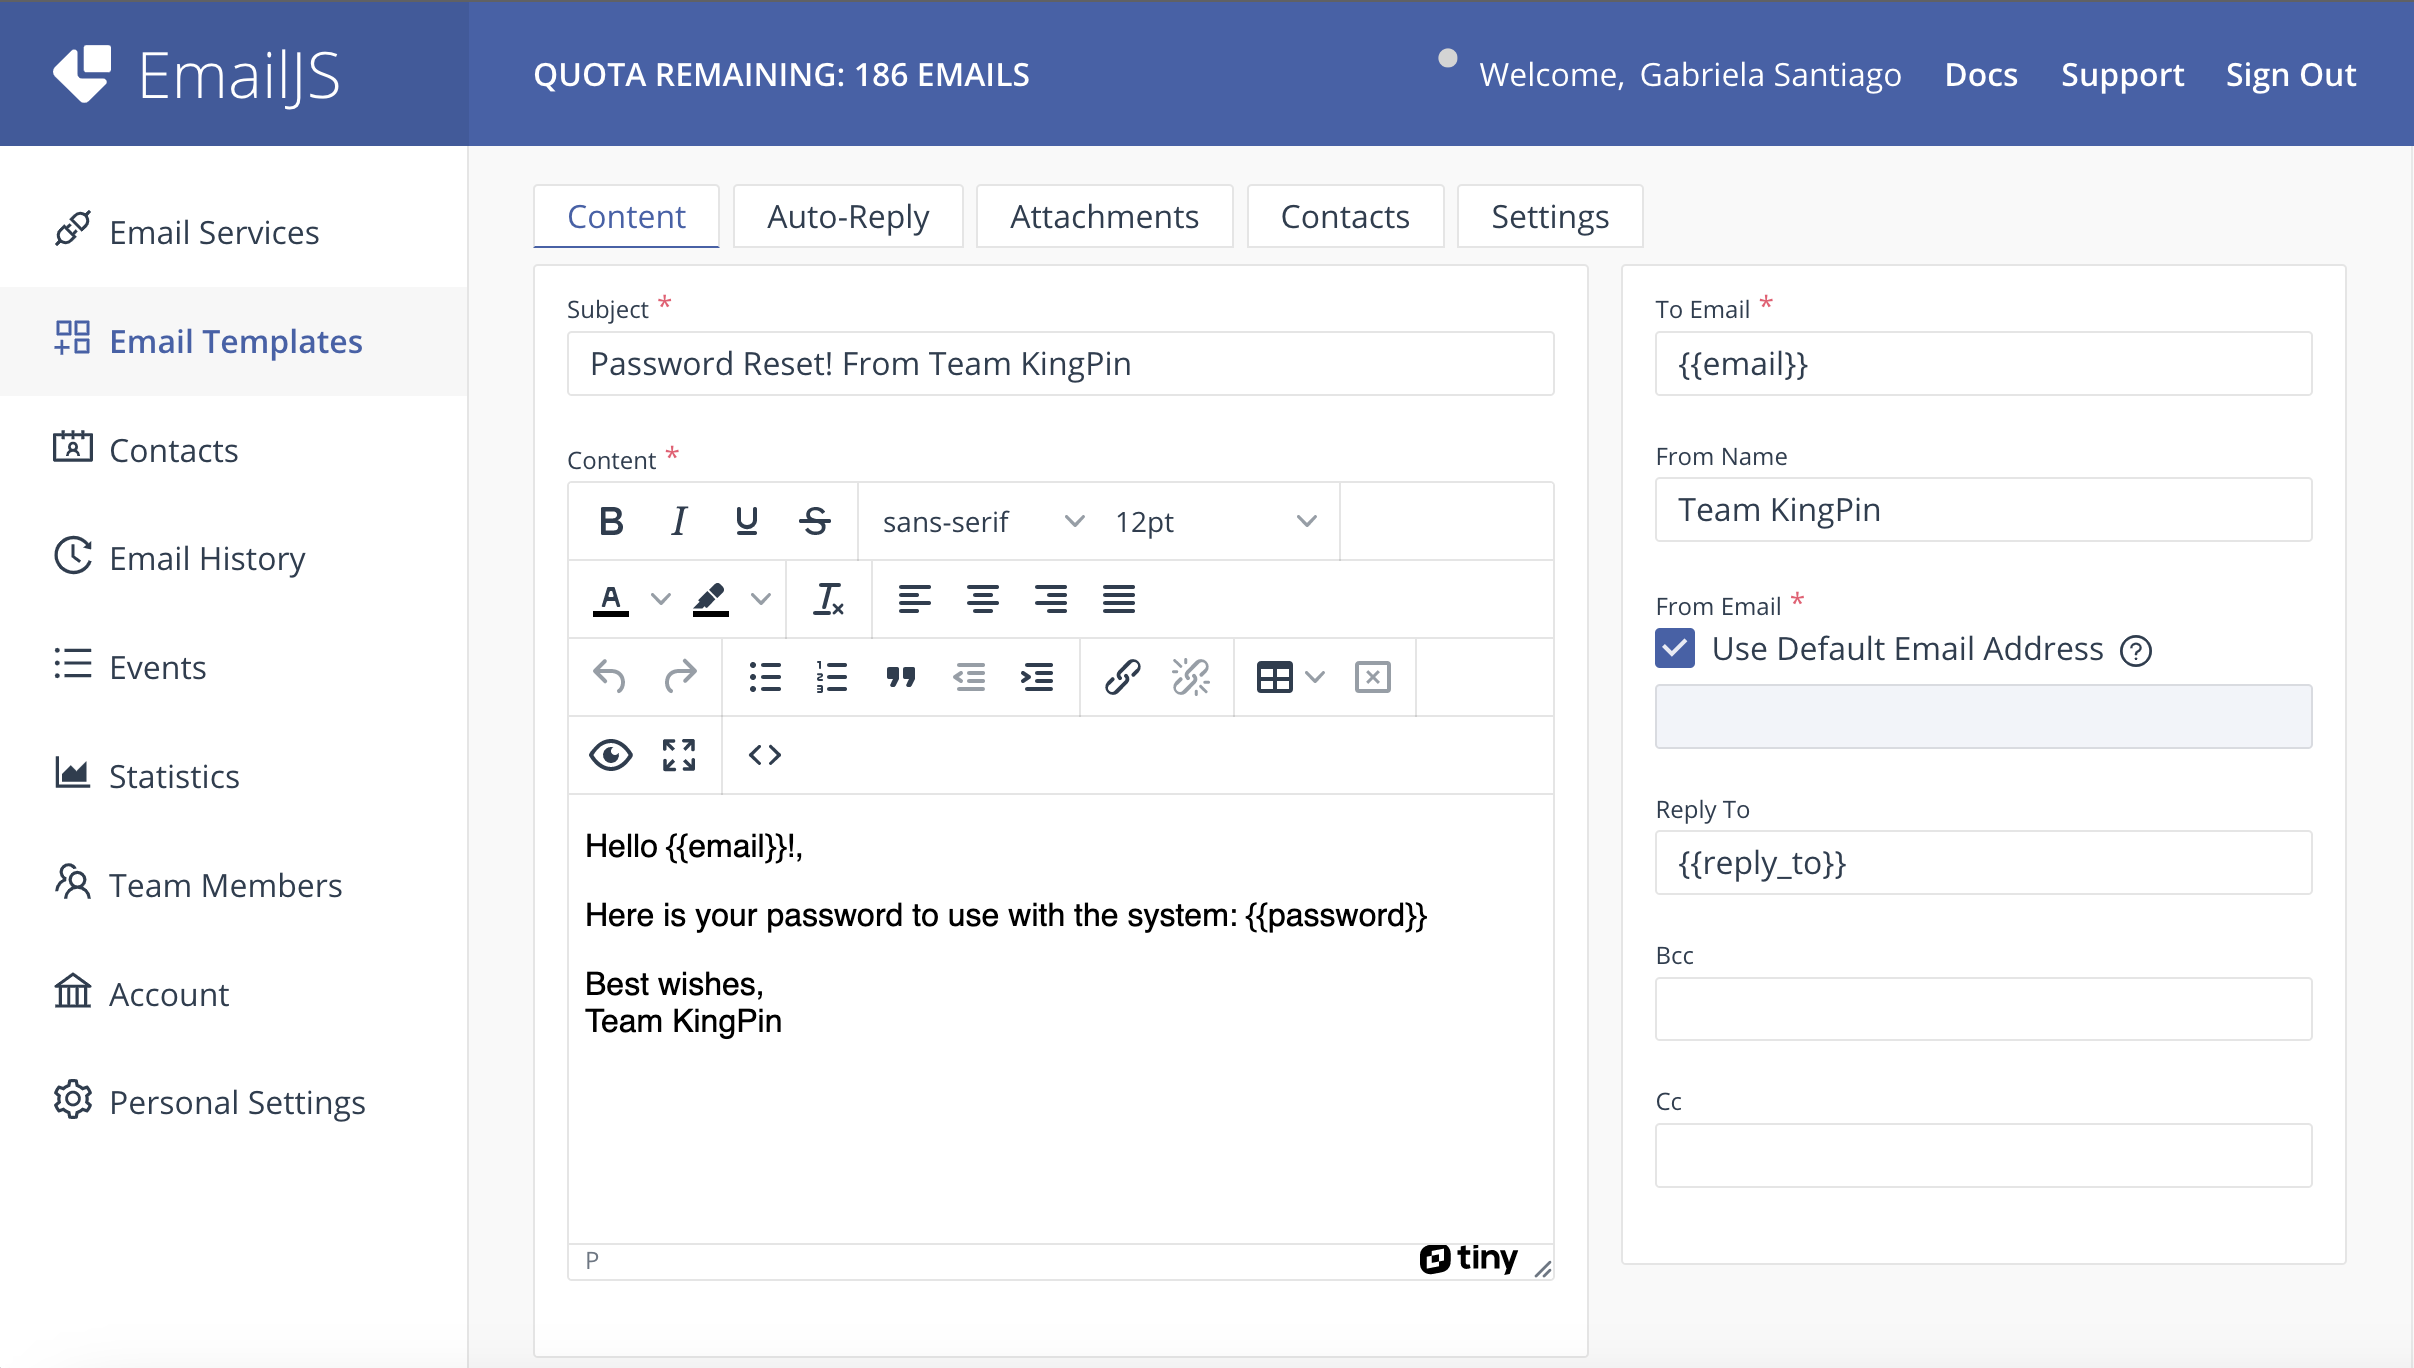 EmailJS
QUOTA REMAINING: 186 EMAILS
Welcome, Gabriela Santiago
Docs
Support
Sign Out
Email Services
Email Templates
Contacts
Email History
Events
Statistics
Team Members
Account
Personal Settings
Content
Auto-Reply
Attachments
Contacts
Settings
Subject *
Password Reset! From Team KingPin
Content *
B I U S sans-serif 12pt
A
Hello {{email}}!,
Here is your password to use with the system: {{password}}
Best wishes,
Team KingPin
P
tiny
To Email *
{{email}}
From Name
Team KingPin
From Email *
Use Default Email Address ?
Reply To
{{reply_to}}
Bcc
Cc